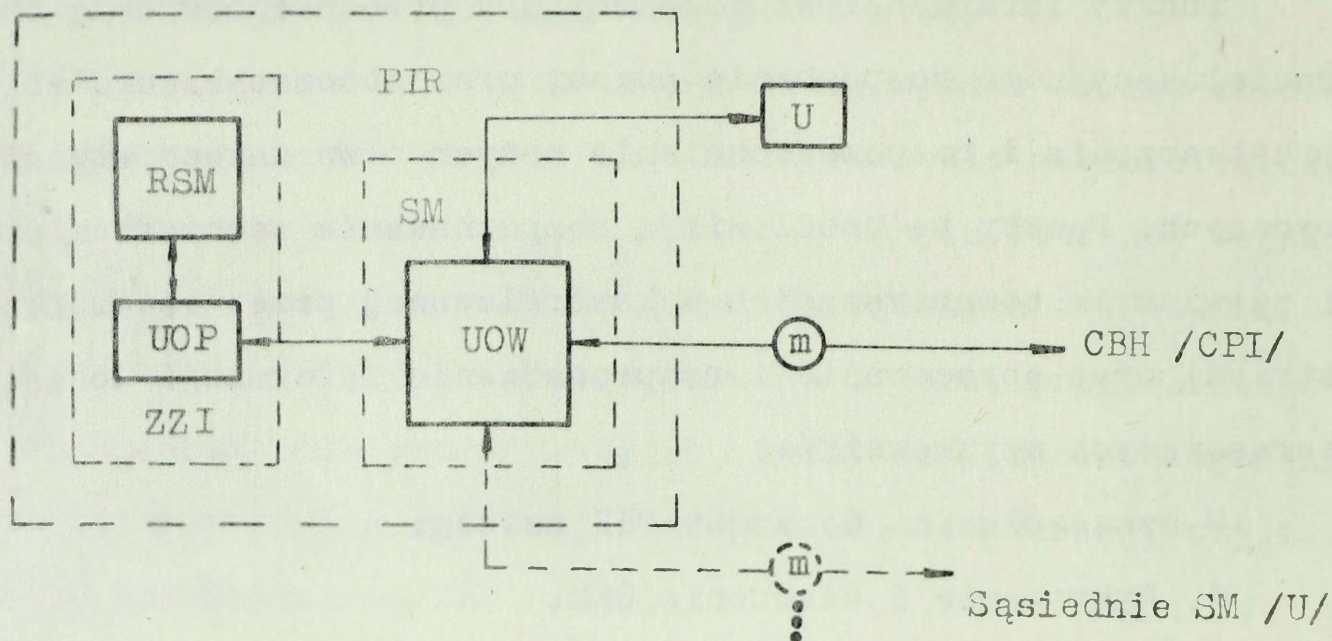 PIR
U
RSM
SM
UOP
UOW
m
CBH /CPI/
ZZI
m
Sąsiednie SM /U/